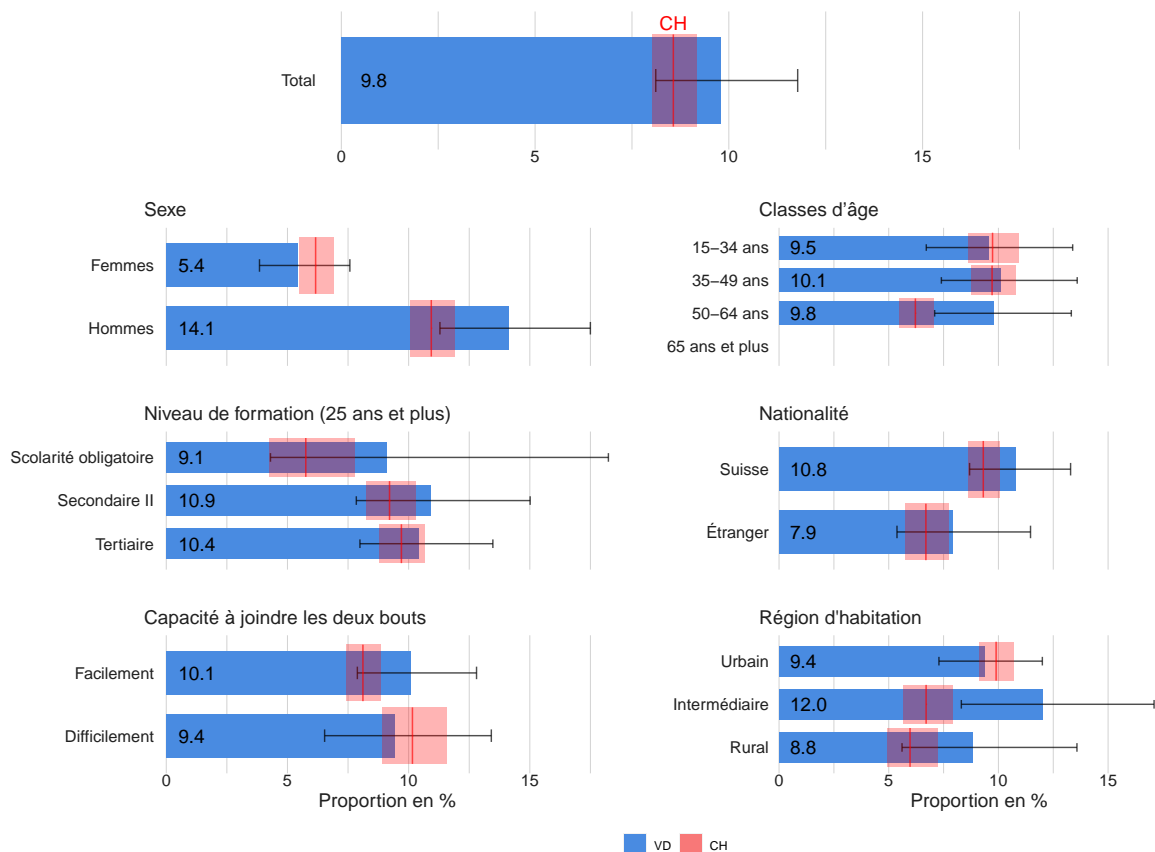 CH
Total 9.8
0 5 10 15
Sexe
Femmes 5.4
Hommes 14.1
Classes d'âge
15−34 ans 9.5
35−49 ans 10.1
50−64 ans 9.8
65 ans et plus
Niveau de formation (25 ans et plus)
Scolarité obligatoire 9.1
Secondaire II 10.9
Tertiaire 10.4
Nationalité
Suisse 10.8
Étranger 7.9
Capacité à joindre les deux bouts
Facilement 10.1
Difficilement 9.4
0 5 10 15
Proportion en %
Région d'habitation
Urbain 9.4
Intermédiaire 12.0
Rural 8.8
0 5 10 15
Proportion en %
VD CH